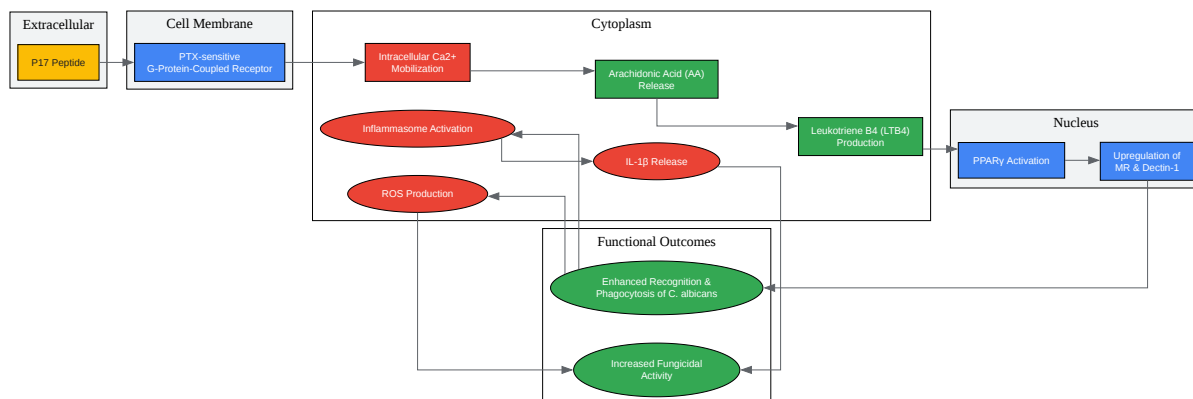 Extracellular
P17 Peptide
Cell Membrane
PTX-sensitive
G-Protein-Coupled Receptor
Cytoplasm
Intracellular Ca2+
Mobilization
Arachidonic Acid (AA)
Release
Leukotriene B4 (LTB4)
Production
Inflammasome Activation
IL-1β Release
ROS Production
Nucleus
PPARγ Activation
Upregulation of
MR & Dectin-1
Functional Outcomes
Enhanced Recognition &
Phagocytosis of C. albicans
Increased Fungicidal
Activity